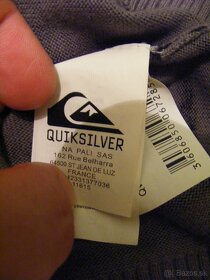 QUIKSILVER
NA PALI SAS
162 Rue Belharra
64500 ST JEAN DE LUZ
FRANCE
bazos.sk